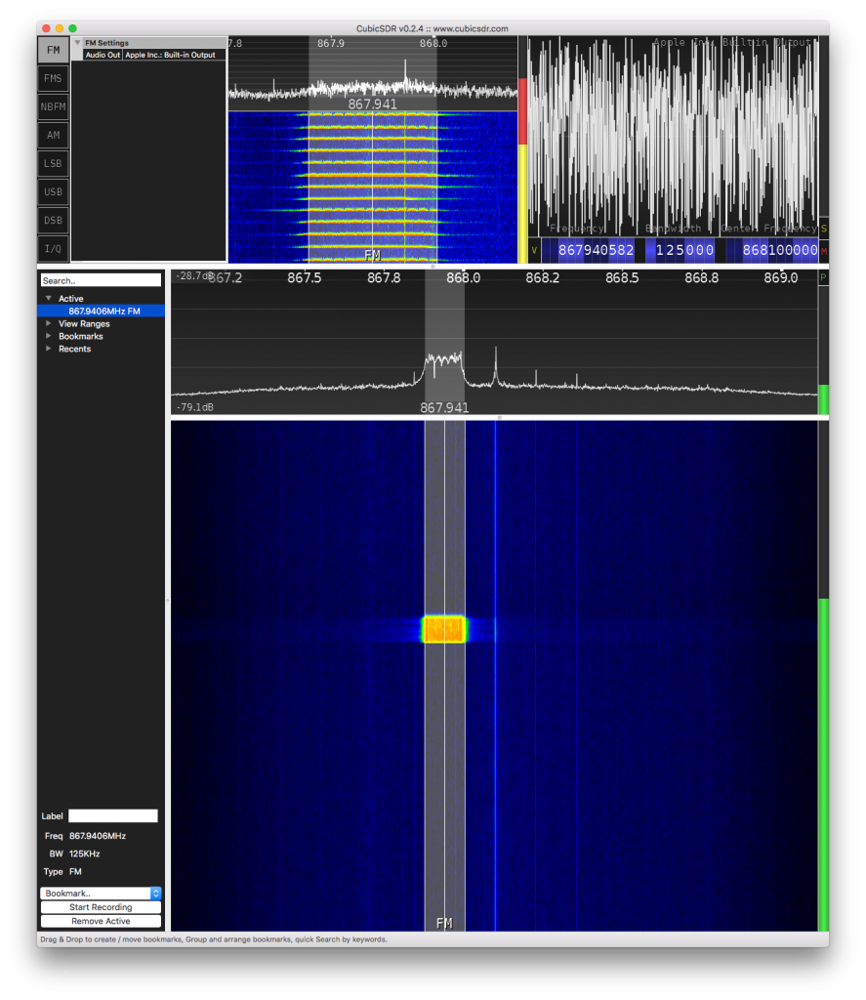 CubicSDR v0.2.4 :: www.cubicsdr.com
FM
FMS
NBFM
AM
LSB
USB
DSB
I/Q
FM Settings
Audio Out Apple Inc.: Built-in Output
7.8 867.9 868.0
867.941
FM
Apple Inc.: Built-in Output
Frequency Bandwidth Center Frequency
V 867940582 125000 868100000
S
M
P
Search..
Active
867.9406MHz FM
View Ranges
Bookmarks
Recents
-28.7dB 867.2 867.5 867.8 868.0 868.2 868.5 868.8 869.0
-79.1dB
867.941
FM
Label
Freq 867.9406MHz
BW 125KHz
Type FM
Bookmark..
Start Recording
Remove Active
Drag & Drop to create / move bookmarks, Group and arrange bookmarks, quick Search by keywords.